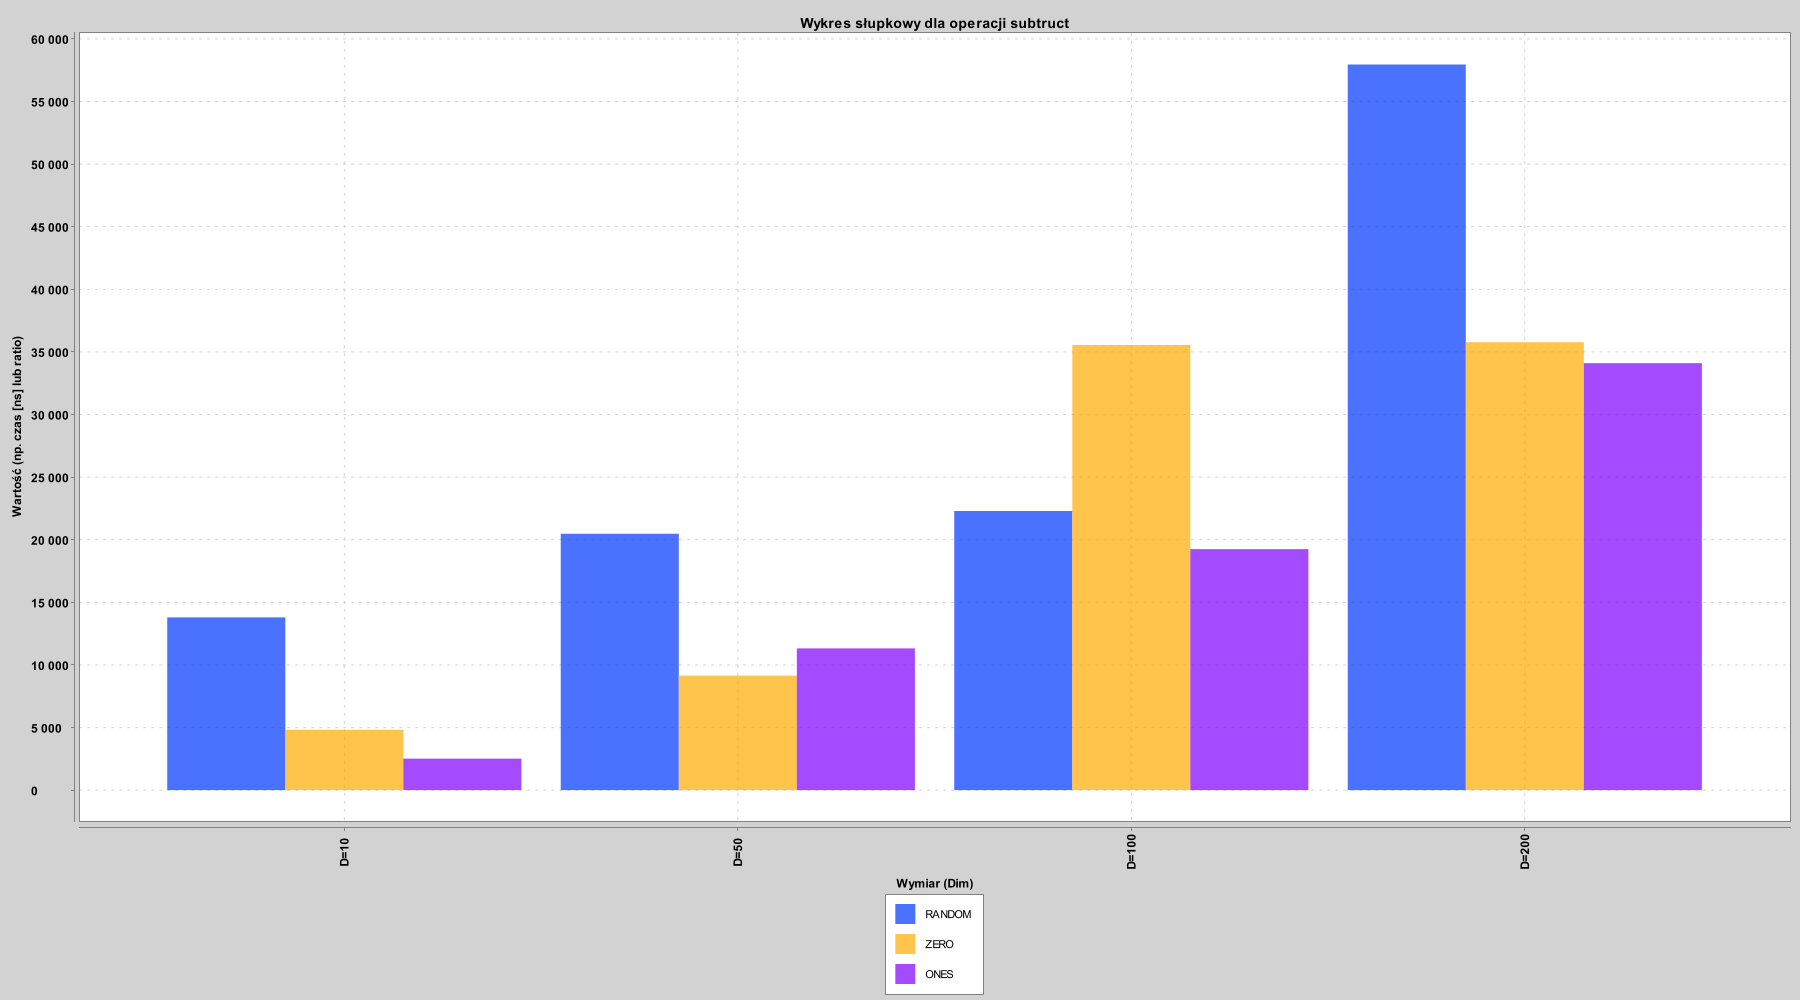 Wykres słupkowy dla operacji subtruct
60 000
55 000
50 000
45 000
40 000
35 000
30 000
25 000
20 000
15 000
10 000
5 000
0
Wartość (np. czas [ns] lub ratio)
D=10
D=50
D=100
D=200
Wymiar (Dim)
RANDOM
ZERO
ONES